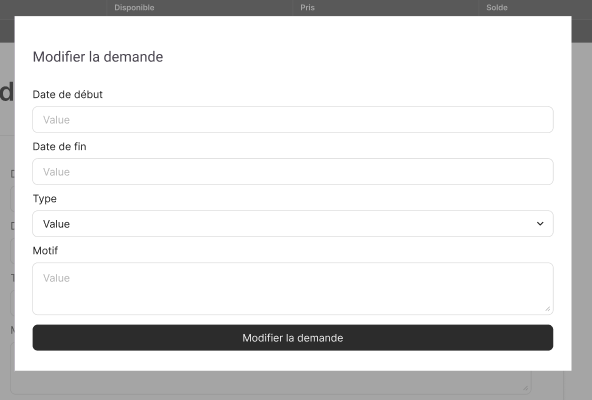 Disponible Pris Solde
Modifier la demande
Date de début
Value
Date de fin
Value
Type
Value
Motif
Value
Modifier la demande